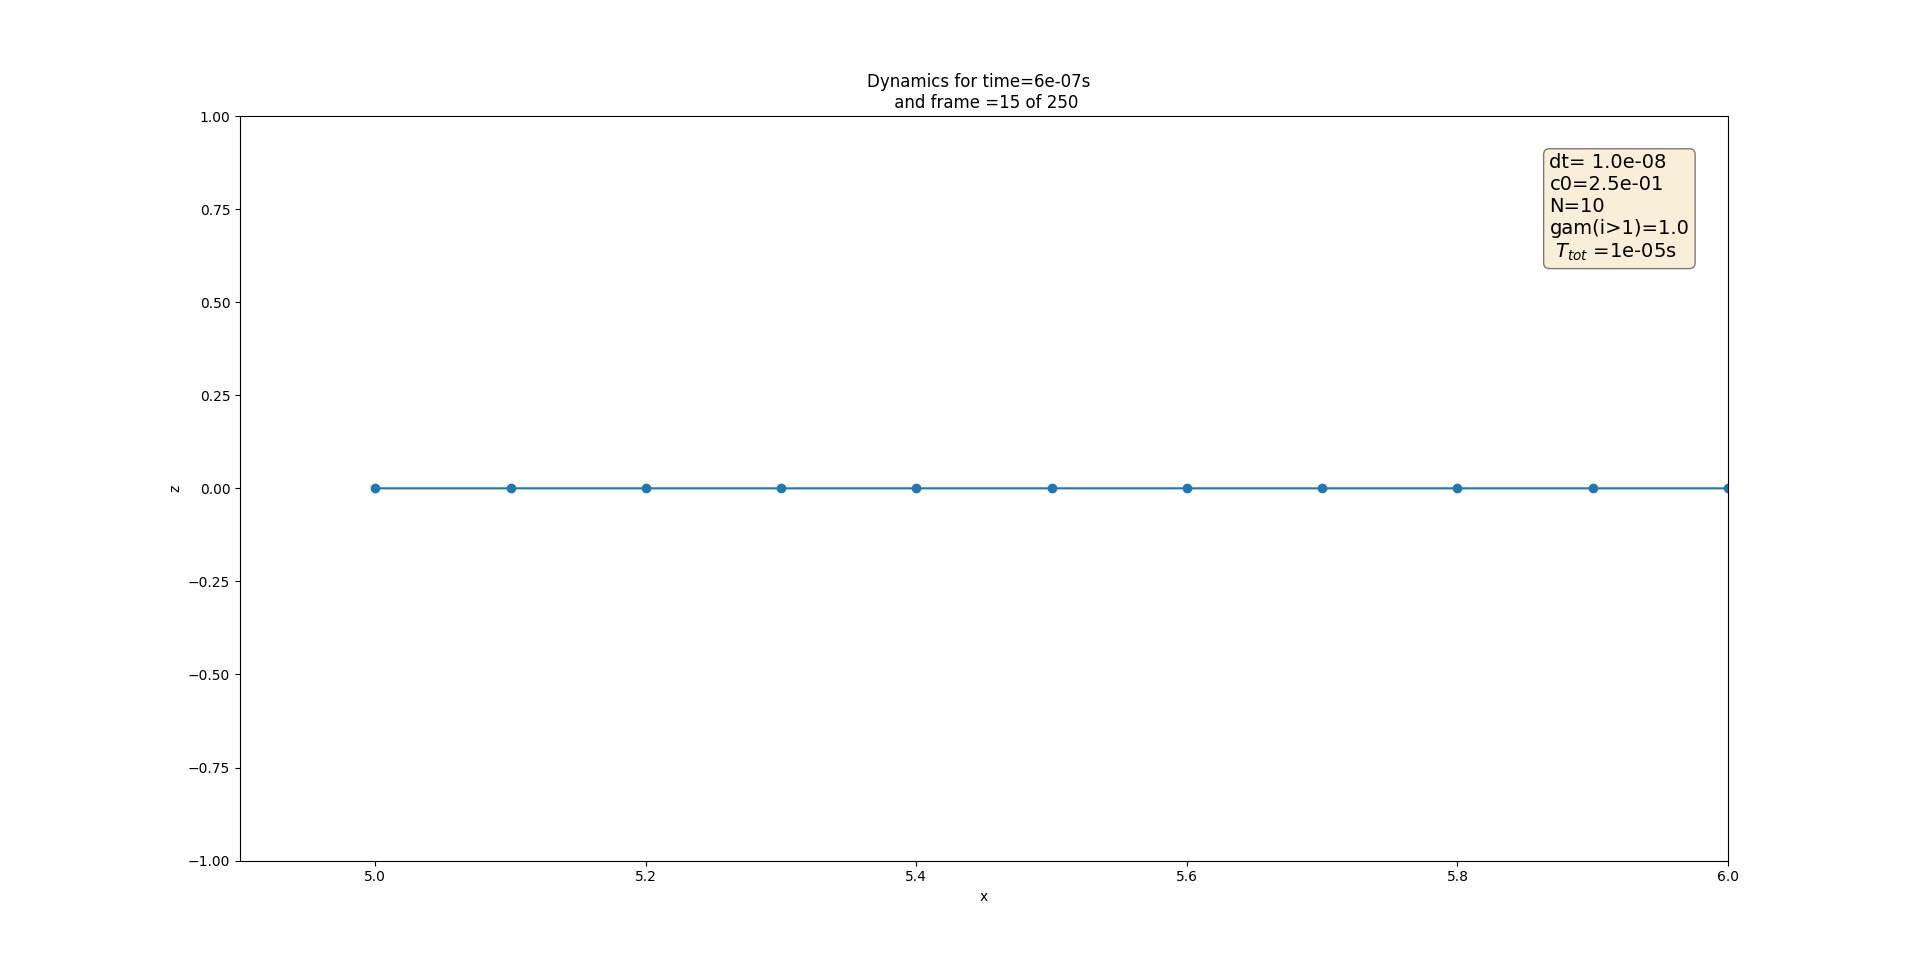 Dynamics for time=6e-07s
and frame =15 of 250
1.00
0.75
0.50
0.25
0.00
−0.25
−0.50
−0.75
−1.00
z
dt= 1.0e-08
c0=2.5e-01
N=10
gam(i>1)=1.0
T_tot =1e-05s
5.0 5.2 5.4 5.6 5.8 6.0
x